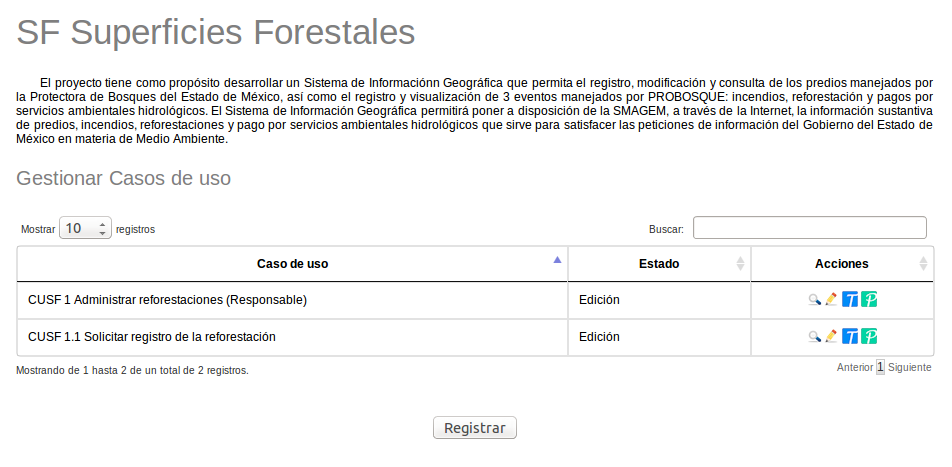 SF Superficies Forestales
El proyecto tiene como propósito desarrollar un Sistema de Informaciónn Geográfica que permita el registro, modificación y consulta de los predios manejados por
la Protectora de Bosques del Estado de México, así como el registro y visualización de 3 eventos manejados por PROBOSQUE: incendios, reforestación y pagos por
servicios ambientales hidrológicos. El Sistema de Información Geográfica permitirá poner a disposición de la SMAGEM, a través de la Internet, la información sustantiva
de predios, incendios, reforestaciones y pago por servicios ambientales hidrológicos que sirve para satisfacer las peticiones de información del Gobierno del Estado de
México en materia de Medio Ambiente.
Gestionar Casos de uso
Mostrar 10 registros Buscar:
Caso de uso Estado Acciones
CUSF 1 Administrar reforestaciones (Responsable) Edición T P
CUSF 1.1 Solicitar registro de la reforestación Edición T P
Mostrando de 1 hasta 2 de un total de 2 registros. Anterior 1 Siguiente
Registrar